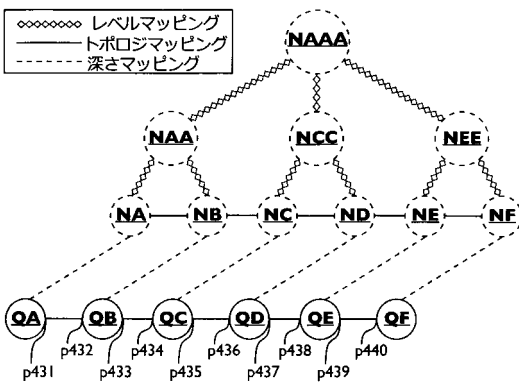 レベルマッピング
トポロジマッピング
深さマッピング
NAAA
NAA NCC NEE
NA NB NC ND NE NF
QA QB QC QD QE QF
p432 p434 p436 p438 p440
p431 p433 p435 p437 p439